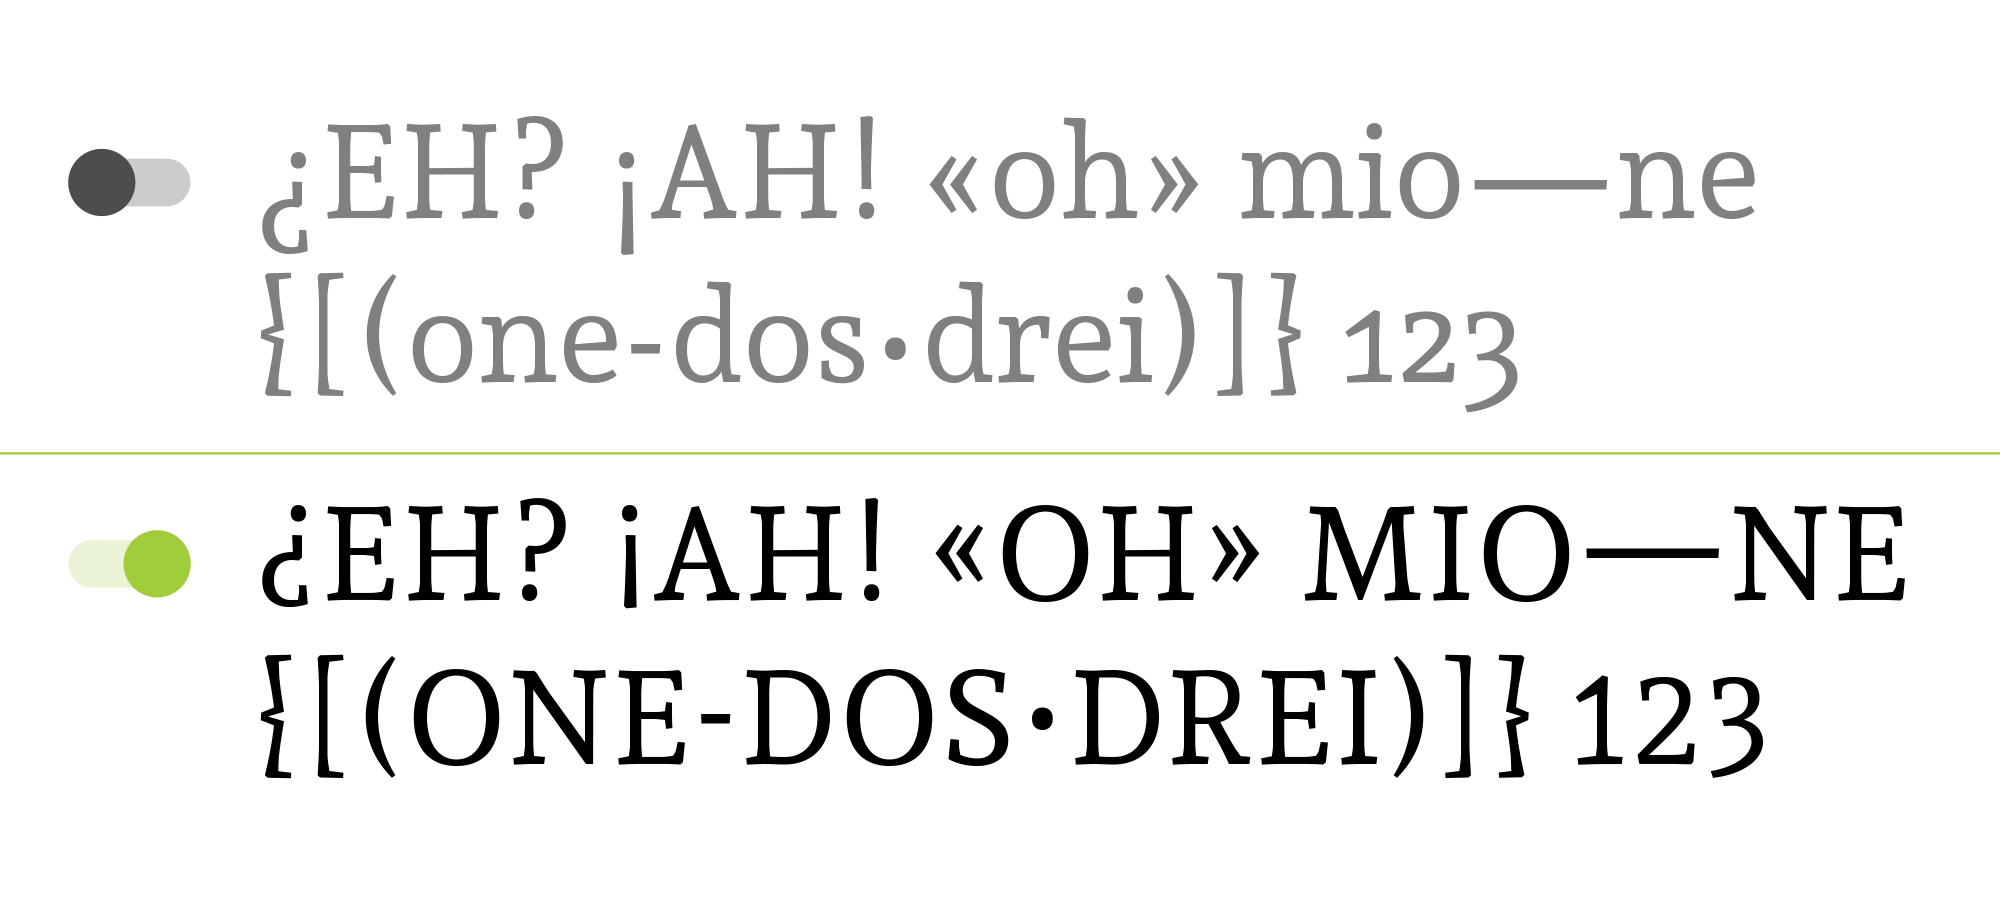 ¿EH? ¡AH! «oh» mio—ne
{[(one-dos·drei)]} 123
¿EH? ¡AH! «OH» MIO—NE
{[(ONE-DOS·DREI)]} 123